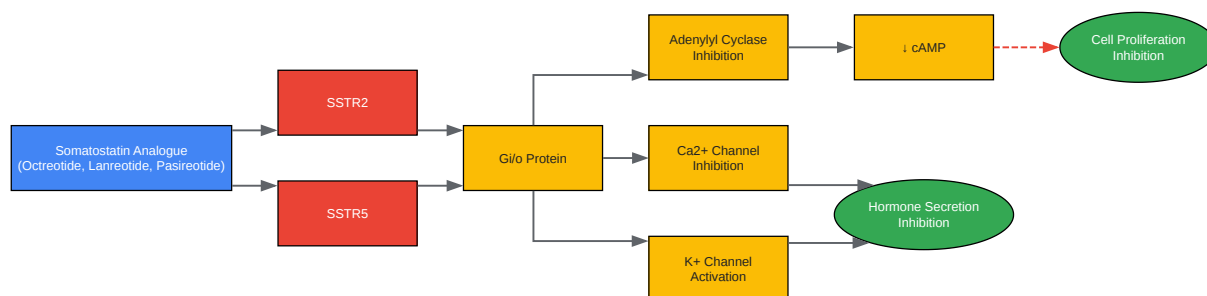 Somatostatin Analogue
(Octreotide, Lanreotide, Pasireotide)
SSTR2
SSTR5
Gi/o Protein
Adenylyl Cyclase
Inhibition
↓ cAMP
Cell Proliferation
Inhibition
Ca2+ Channel
Inhibition
Hormone Secretion
Inhibition
K+ Channel
Activation